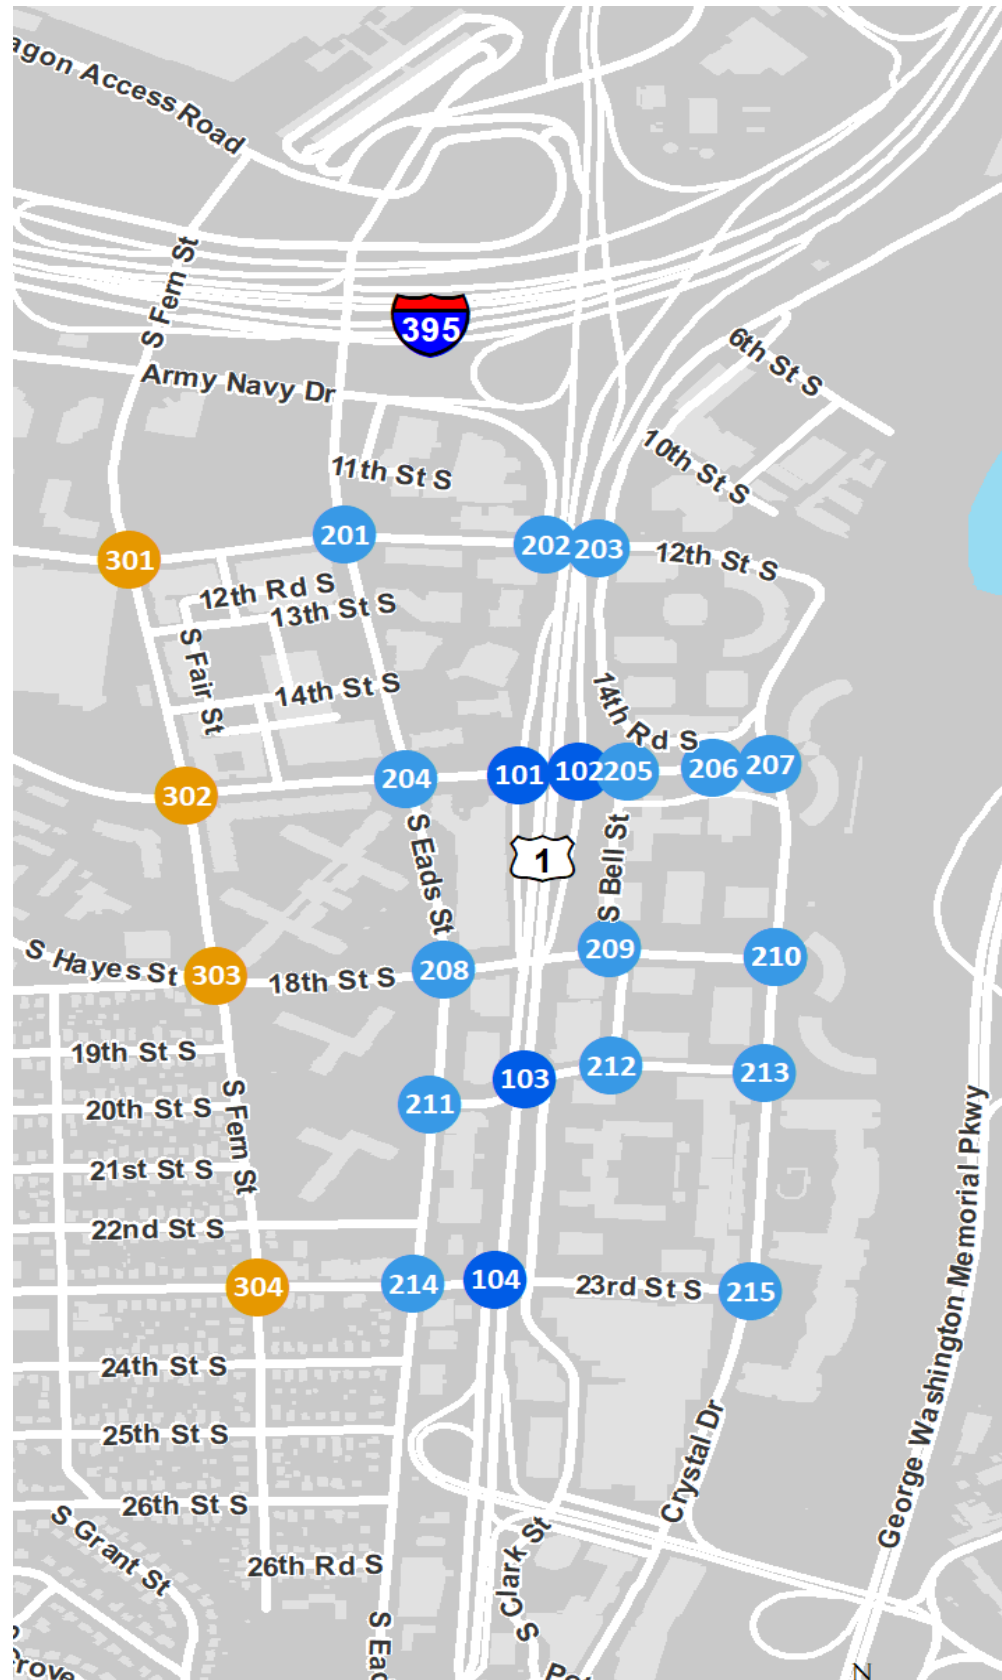 agon Access Road
S Fern St
395
6th St S
Army Navy Dr
10th St S
11th St S
201
202
203
12th St S
301
12th Rd S
13th St S
S Fair St
14th St S
14th Rd S
204
101
102
205
206
207
302
S Eads St
1
S Bell St
S Hayes St
303
18th St S
208
209
210
19th St S
103
212
213
20th St S
S Fern St
211
21st St S
22nd St S
304
214
104
23rd St S
215
George Washington Memorial Pkwy
24th St S
25th St S
Crystal Dr
26th St S
S Grant St
26th Rd S
S Clark St
S
S Ead
Grove
N